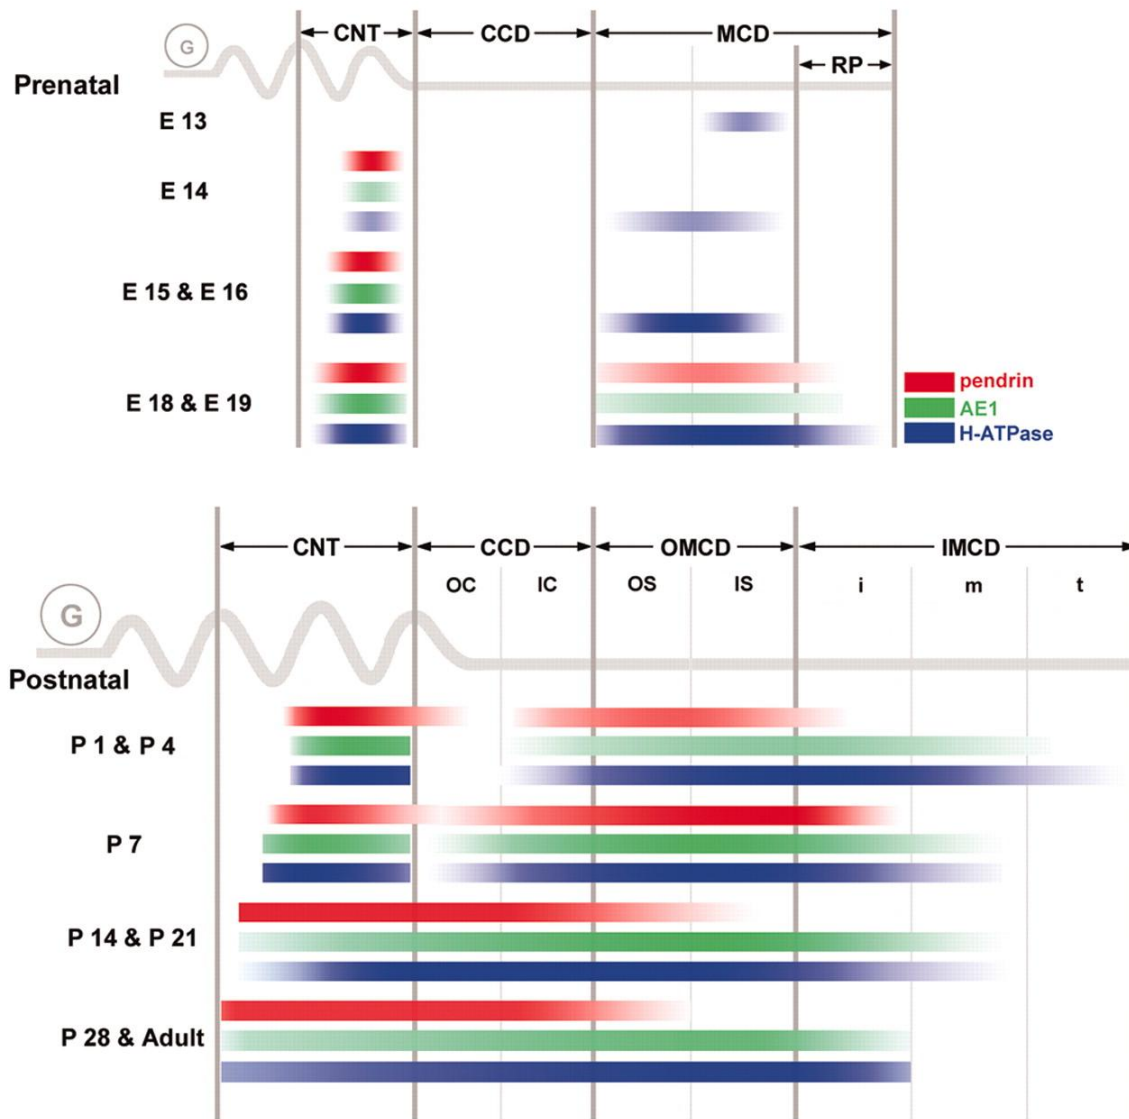 CNT CCD MCD
G
RP
Prenatal
E 13
E 14
E 15 & E 16
E 18 & E 19
pendrin
AE1
H-ATPase
CNT CCD OMCD IMCD
OC IC OS IS i m t
G
Postnatal
P 1 & P 4
P 7
P 14 & P 21
P 28 & Adult